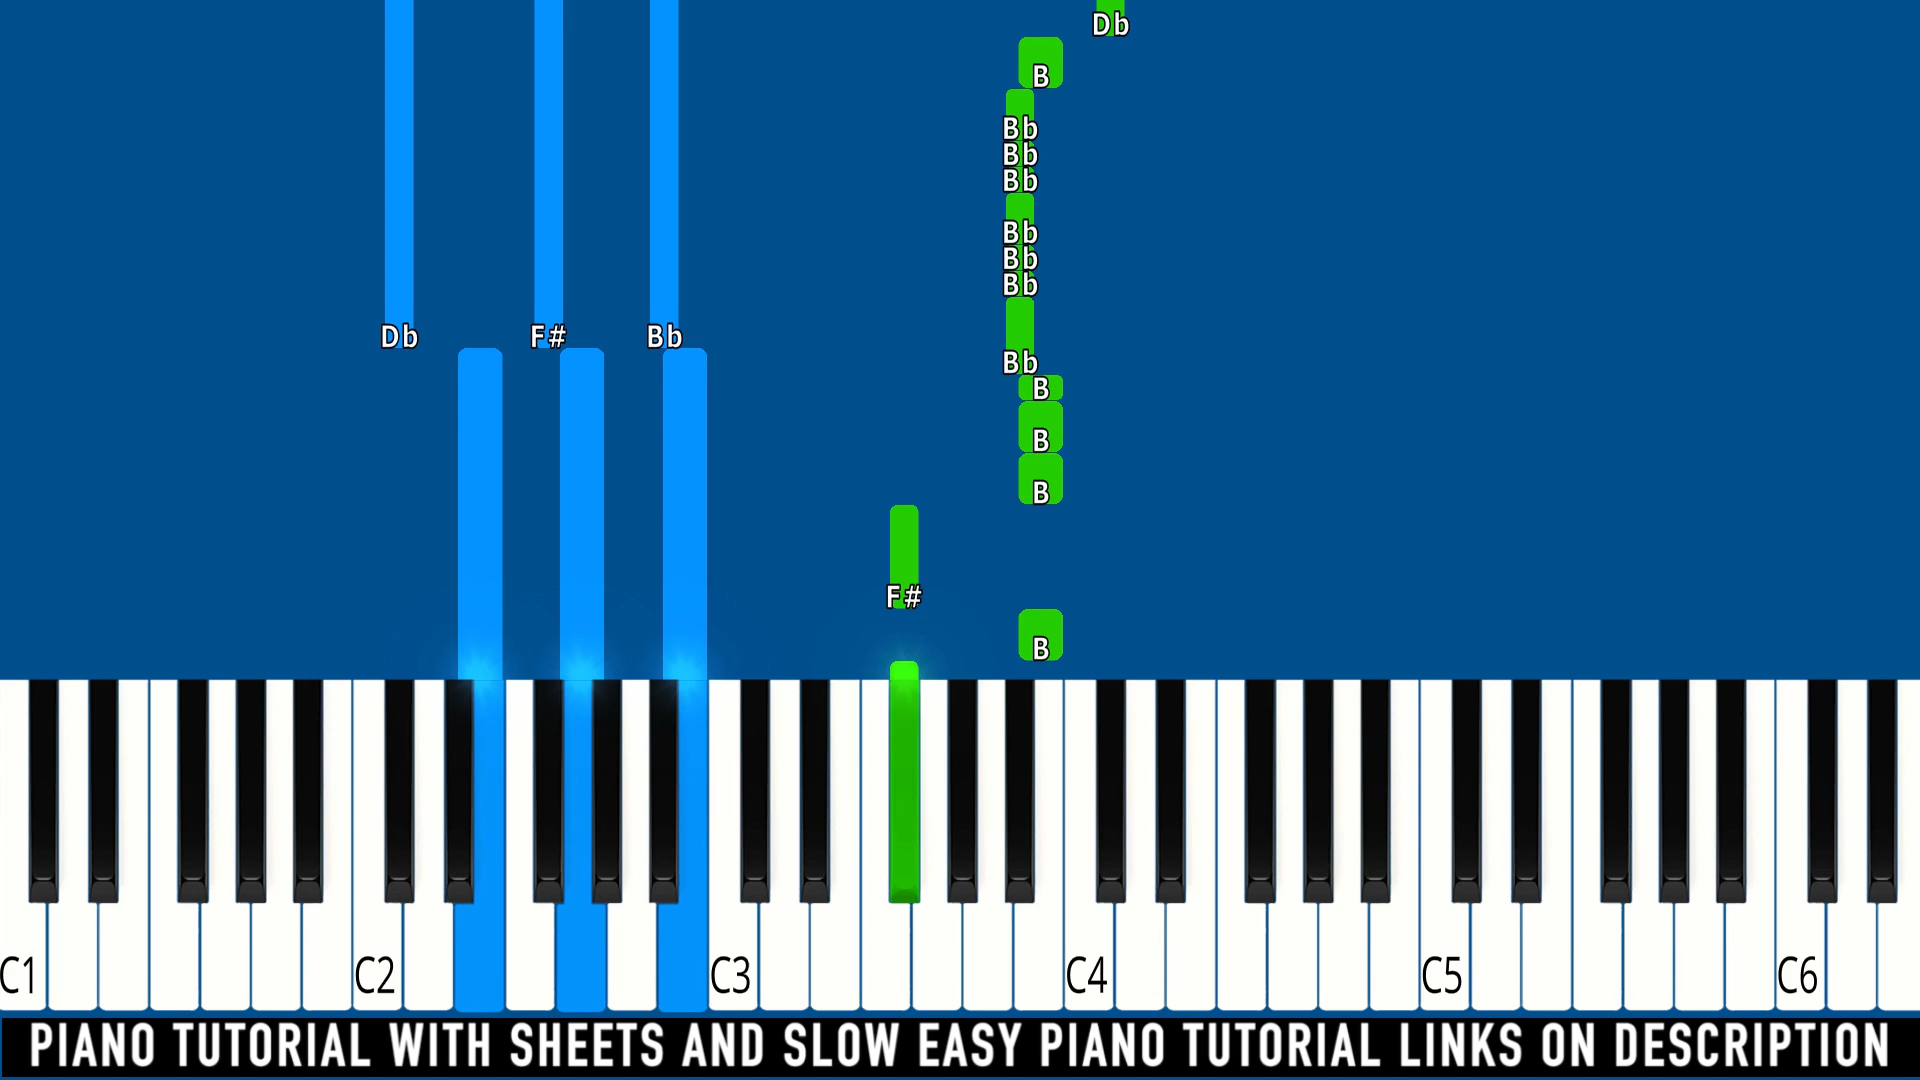 Db
B
Bb
Bb
Bb
Bb
Bb
Bb
Db F# Bb
Bb
B
B
B
F#
B
C1 C2 C3 C4 C5 C6
PIANO TUTORIAL WITH SHEETS AND SLOW EASY PIANO TUTORIAL LINKS ON DESCRIPTION